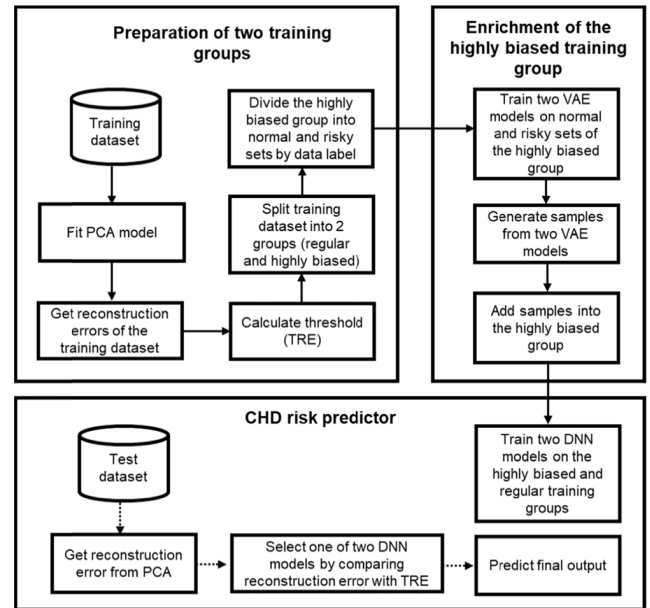 Preparation of two training
groups
Training
dataset
Fit PCA model
Get reconstruction
errors of the
training dataset
Calculate threshold
(TRE)
Split training
dataset into 2
groups (regular
and highly biased)
Divide the highly
biased group into
normal and risky
sets by data label
Enrichment of the
highly biased training
group
Train two VAE
models on normal
and risky sets of
the highly biased
group
Generate samples
from two VAE
models
Add samples into
the highly biased
group
CHD risk predictor
Train two DNN
models on the
highly biased and
regular training
groups
Test
dataset
Get reconstruction
error from PCA
Select one of two DNN
models by comparing
reconstruction error with TRE
Predict final output